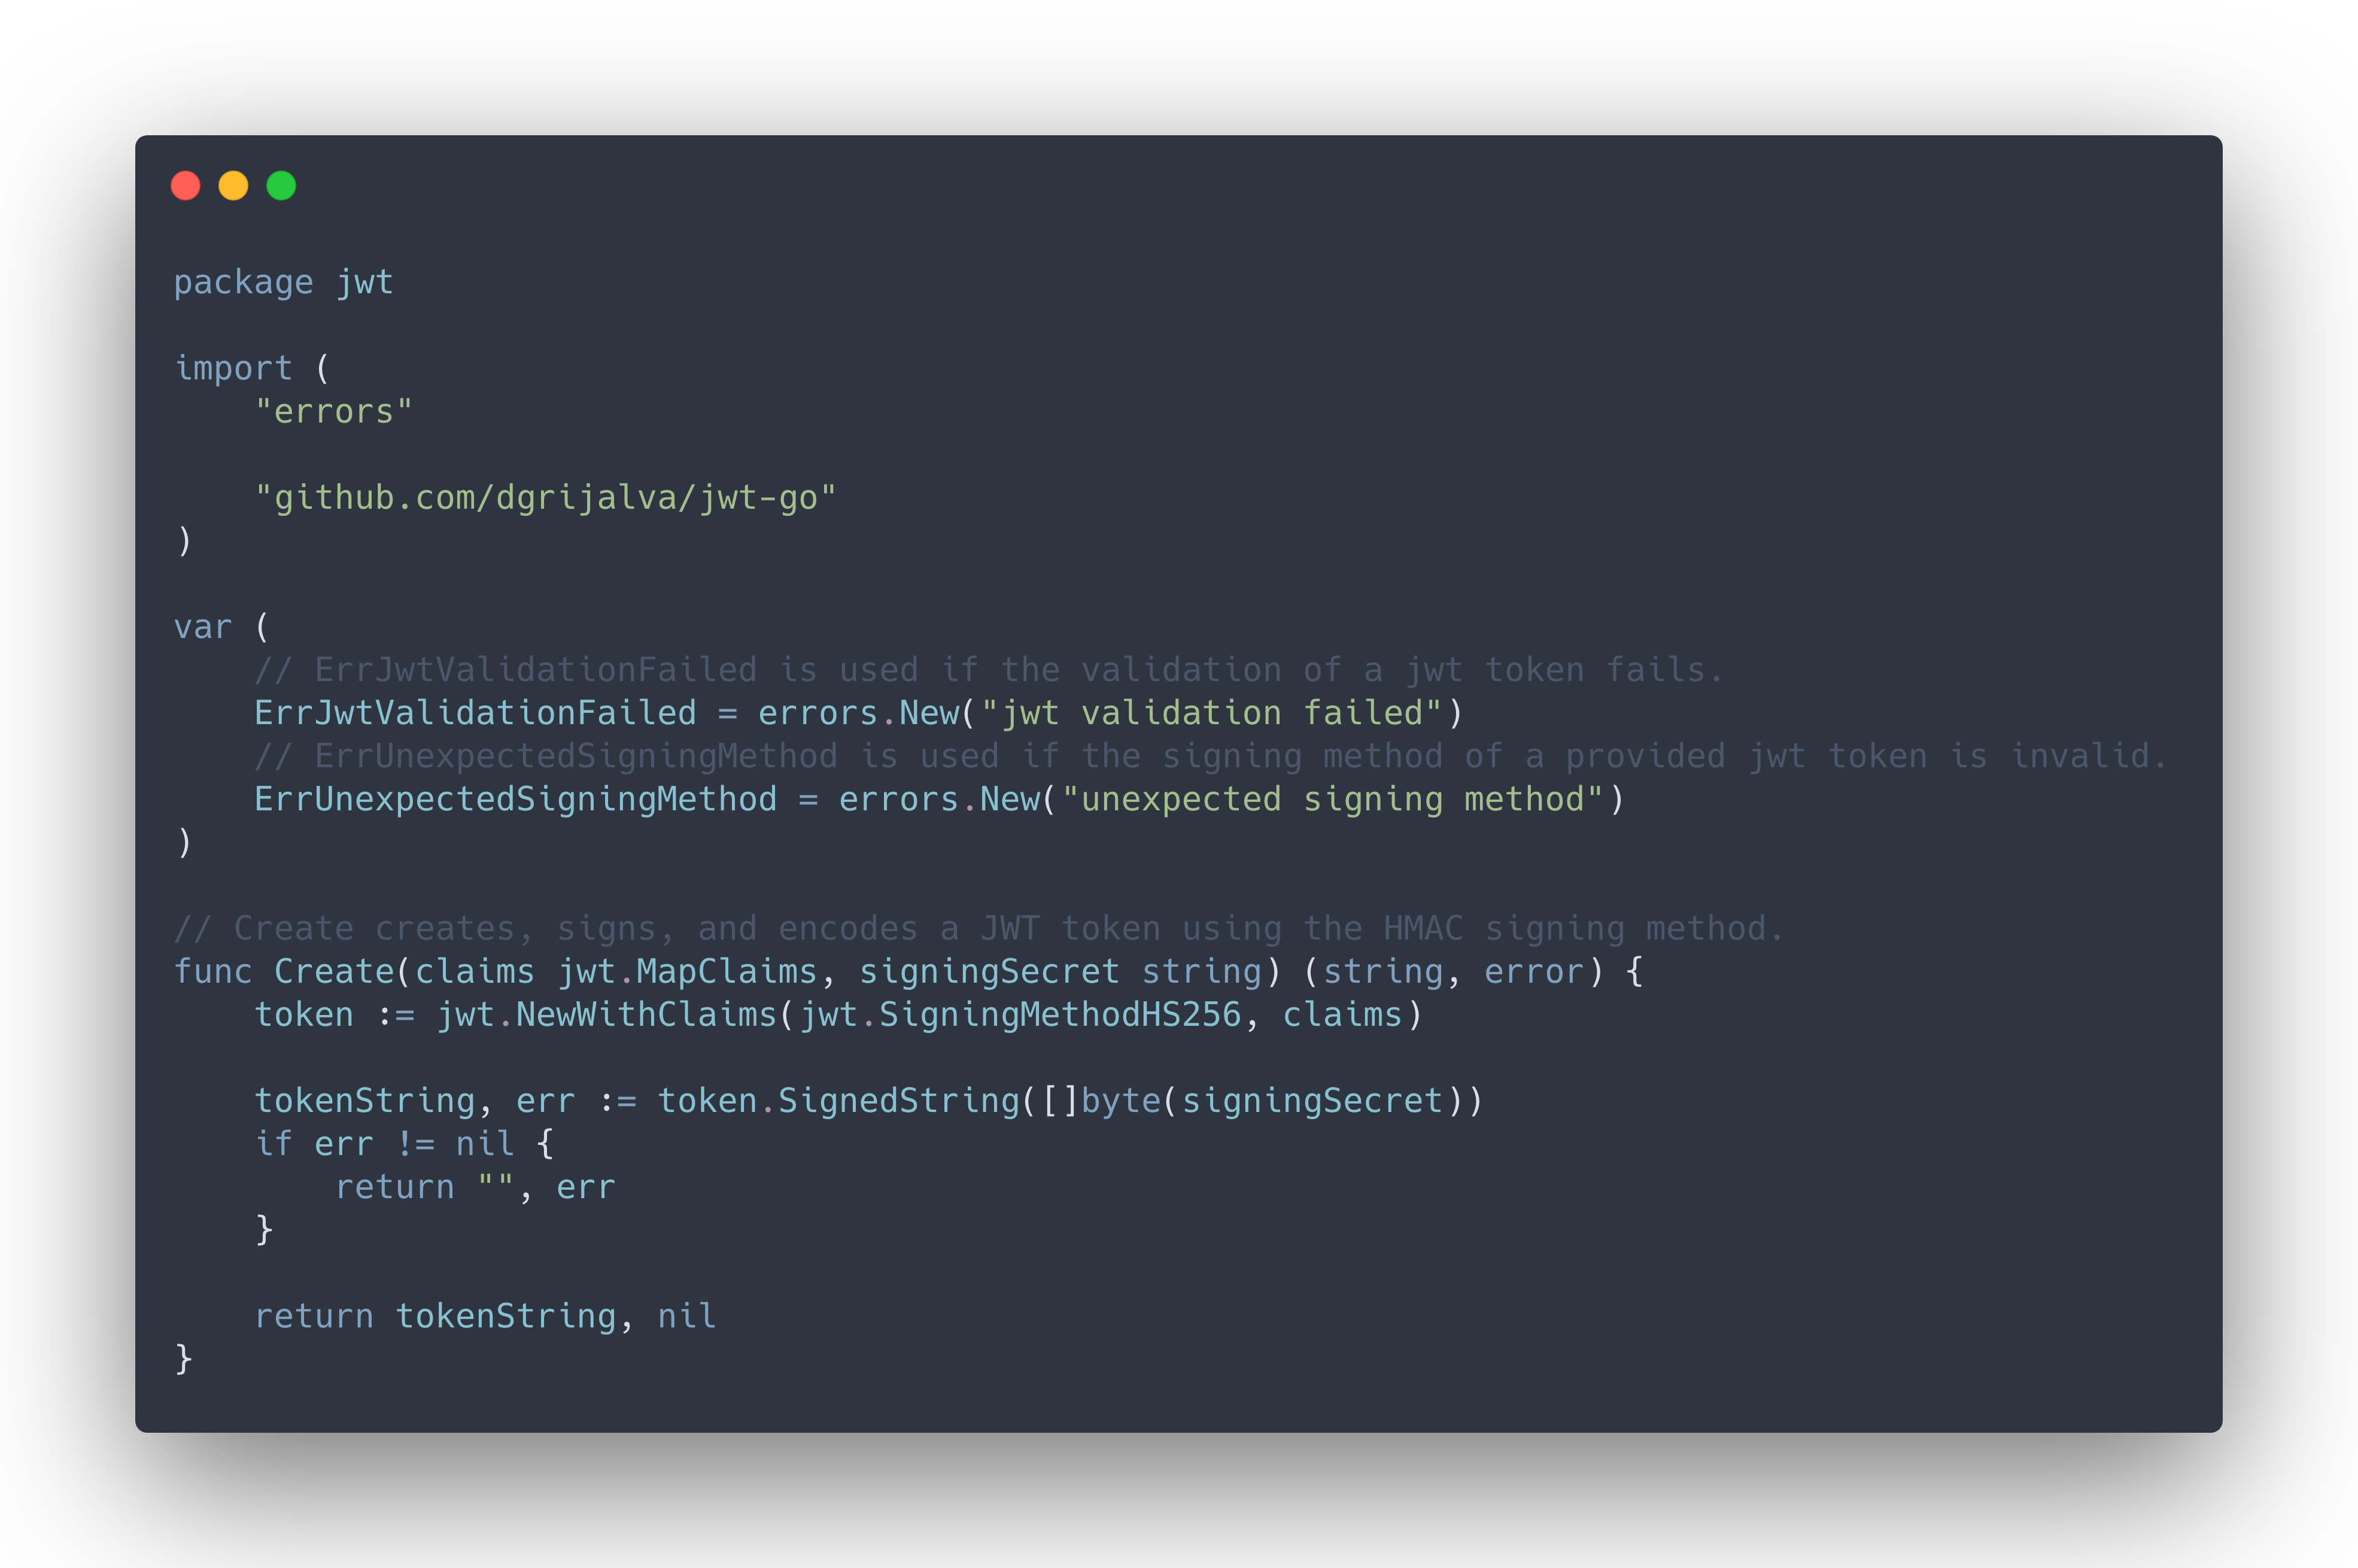 package jwt
import (
    "errors"
    "github.com/dgrijalva/jwt-go"
)
var (
    // ErrJwtValidationFailed is used if the validation of a jwt token fails.
    ErrJwtValidationFailed = errors.New("jwt validation failed")
    // ErrUnexpectedSigningMethod is used if the signing method of a provided jwt token is invalid.
    ErrUnexpectedSigningMethod = errors.New("unexpected signing method")
)
// Create creates, signs, and encodes a JWT token using the HMAC signing method.
func Create(claims jwt.MapClaims, signingSecret string) (string, error) {
    token := jwt.NewWithClaims(jwt.SigningMethodHS256, claims)
    tokenString, err := token.SignedString([]byte(signingSecret))
    if err != nil {
        return "", err
    }
    return tokenString, nil
}